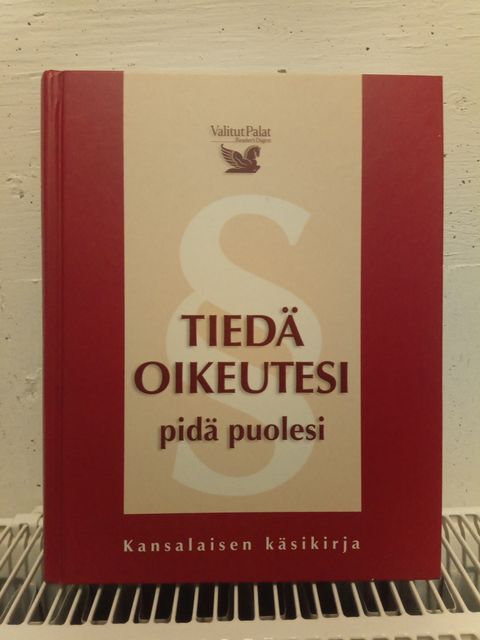 Valitut Palat
Reader's Digest
§
TIEDÄ
OIKEUTESI
pidä puolesi
Kansalaisen käsikirja